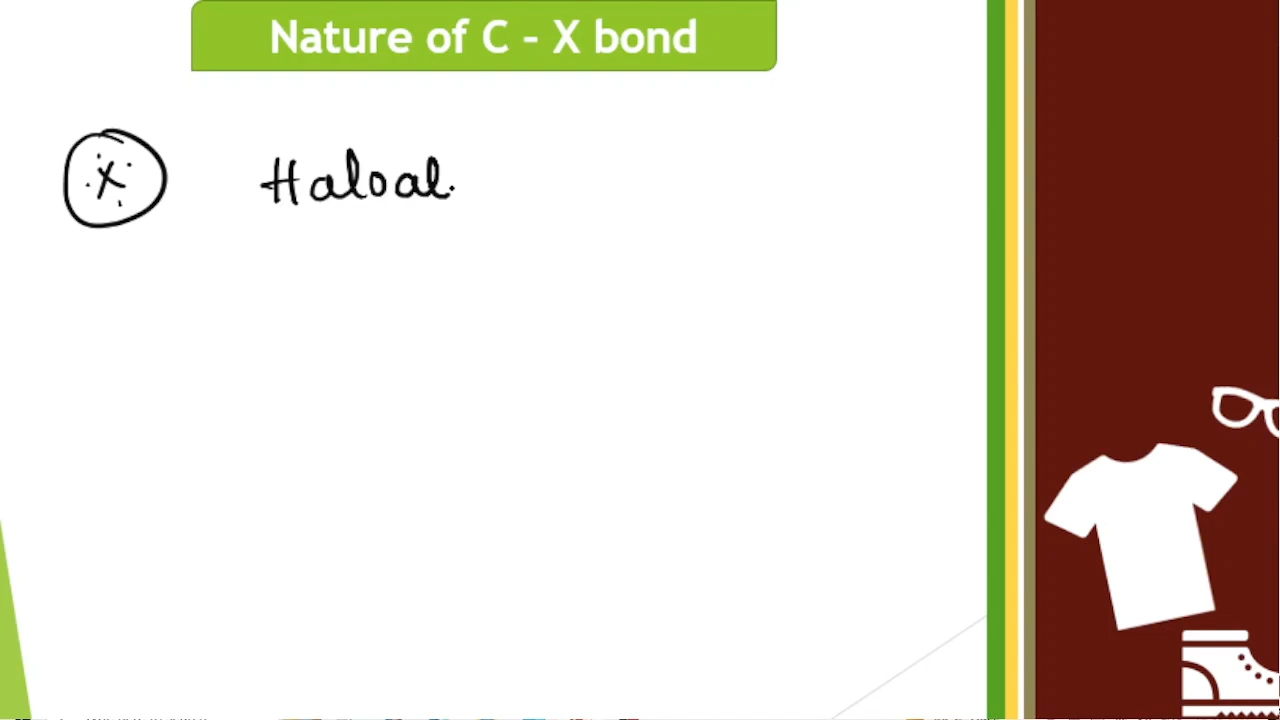 Nature of C – X bond
X Haloal